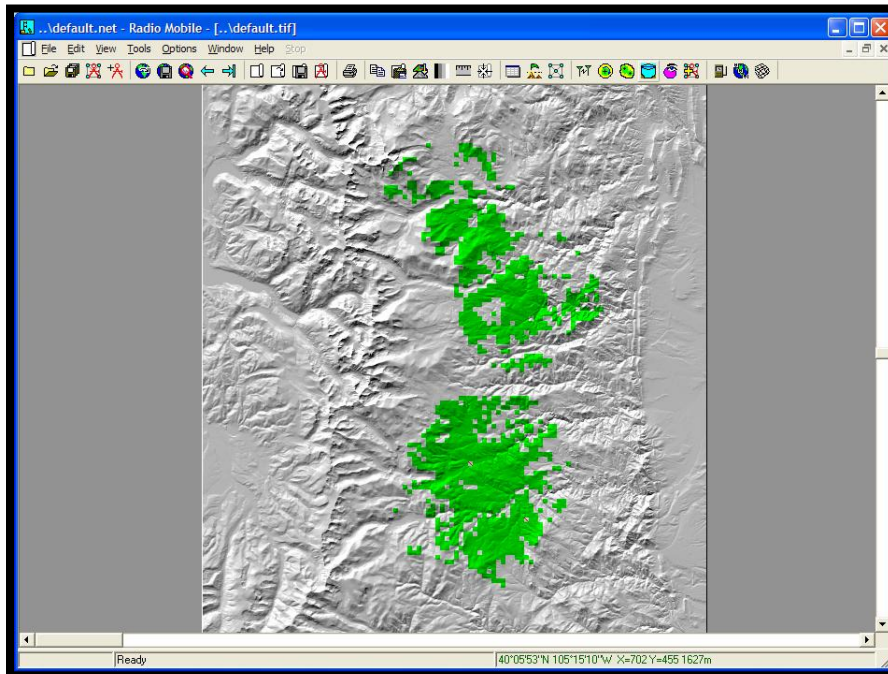 ..\default.net - Radio Mobile - [..\default.tif]
File Edit View Tools Options Window Help Stop
Ready
40°05'53"N 105°15'10"W X=702 Y=455 1627m